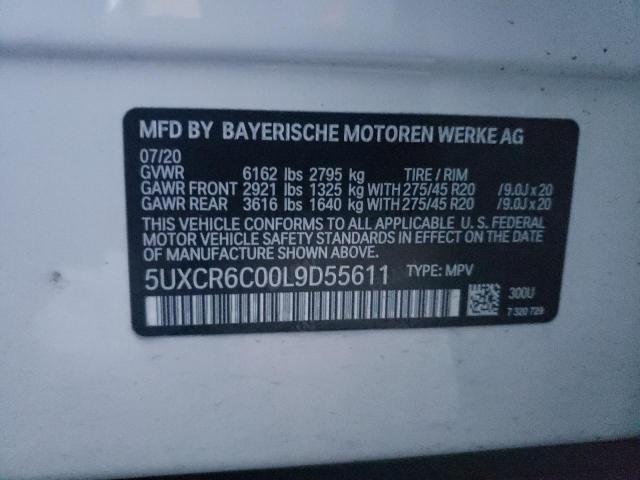 MFD BY BAYERISCHE MOTOREN WERKE AG
07/20
GVWR 6162 lbs 2795 kg TIRE / RIM
GAWR FRONT 2921 lbs 1325 kg WITH 275/45 R20 /9.0J x 20
GAWR REAR 3616 lbs 1640 kg WITH 275/45 R20 /9.0J x 20
THIS VEHICLE CONFORMS TO ALL APPLICABLE U. S. FEDERAL
MOTOR VEHICLE SAFETY STANDARDS IN EFFECT ON THE DATE
OF MANUFACTURE SHOWN ABOVE.
5UXCR6C00L9D55611 TYPE: MPV
300U
7 320 729